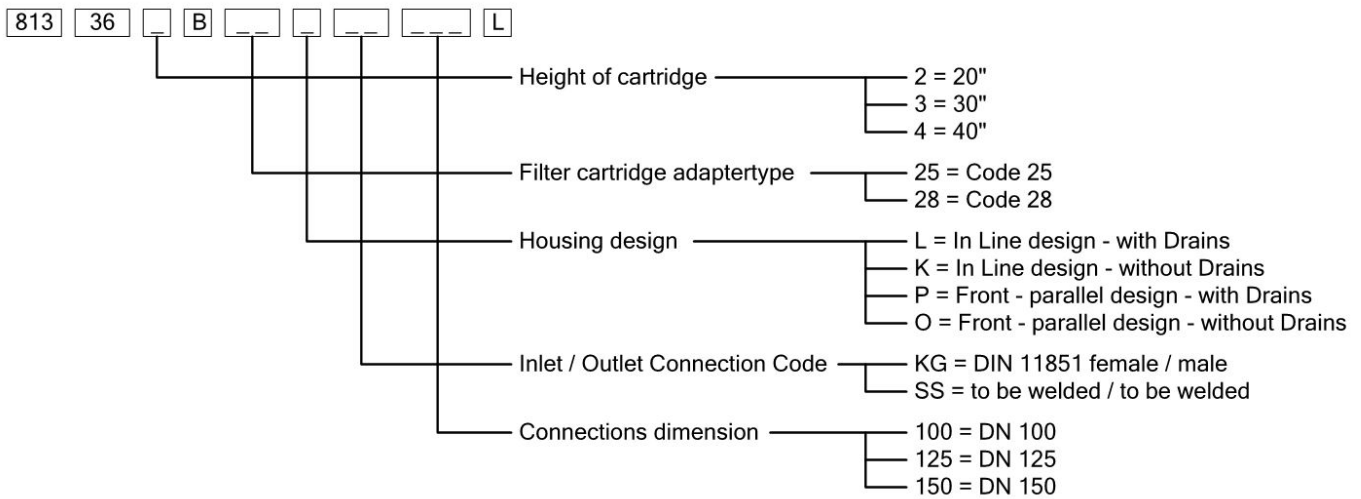 813 36 _ B _ _ _ _ _ _ _ _ L
Height of cartridge
2 = 20"
3 = 30"
4 = 40"
Filter cartridge adaptertype
25 = Code 25
28 = Code 28
Housing design
L = In Line design - with Drains
K = In Line design - without Drains
P = Front - parallel design - with Drains
O = Front - parallel design - without Drains
Inlet / Outlet Connection Code
KG = DIN 11851 female / male
SS = to be welded / to be welded
Connections dimension
100 = DN 100
125 = DN 125
150 = DN 150